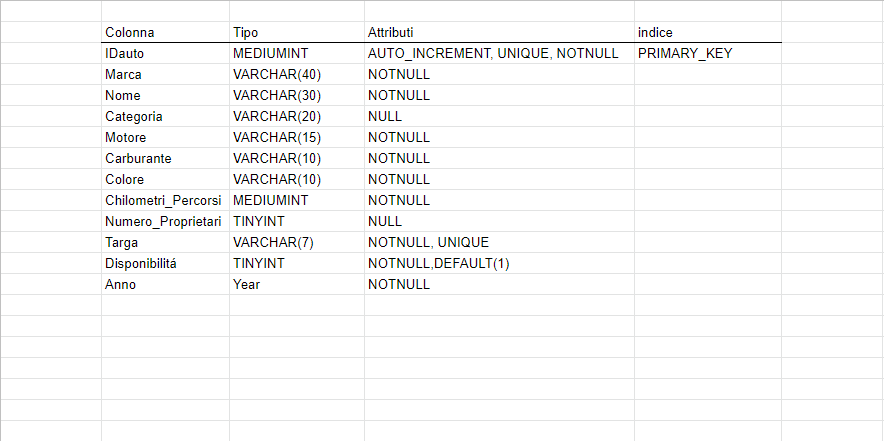 Colonna Tipo Attributi indice
IDauto MEDIUMINT AUTO_INCREMENT, UNIQUE, NOTNULL PRIMARY_KEY
Marca VARCHAR(40) NOTNULL
Nome VARCHAR(30) NOTNULL
Categoria VARCHAR(20) NULL
Motore VARCHAR(15) NOTNULL
Carburante VARCHAR(10) NOTNULL
Colore VARCHAR(10) NOTNULL
Chilometri_Percorsi MEDIUMINT NOTNULL
Numero_Proprietari TINYINT NULL
Targa VARCHAR(7) NOTNULL, UNIQUE
Disponibilitá TINYINT NOTNULL,DEFAULT(1)
Anno Year NOTNULL